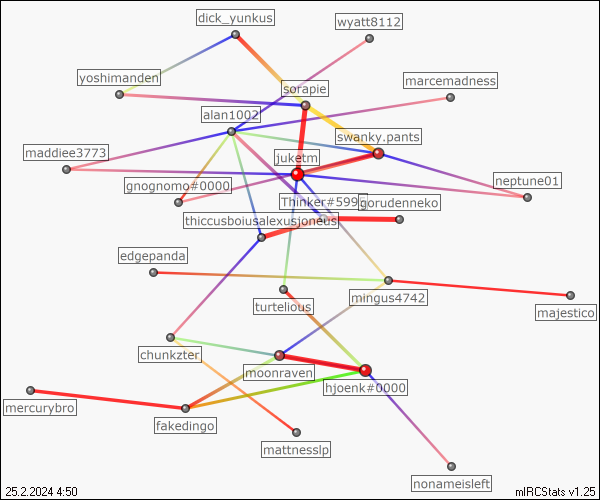 dick_yunkus
wyatt8112
yoshimanden
sorapie
marcemadness
alan1002
swanky.pants
maddiee3773
juketm
gnognomo#0000
neptune01
Thinker#599
gorudenneko
thiccusboiusalexusjoneus
edgepanda
turtelious
mingus4742
majestico
chunkzter
moonraven
hjoenk#0000
mercurybro
fakedingo
mattnesslp
nonameisleft
25.2.2024 4:50
mIRCStats v1.25